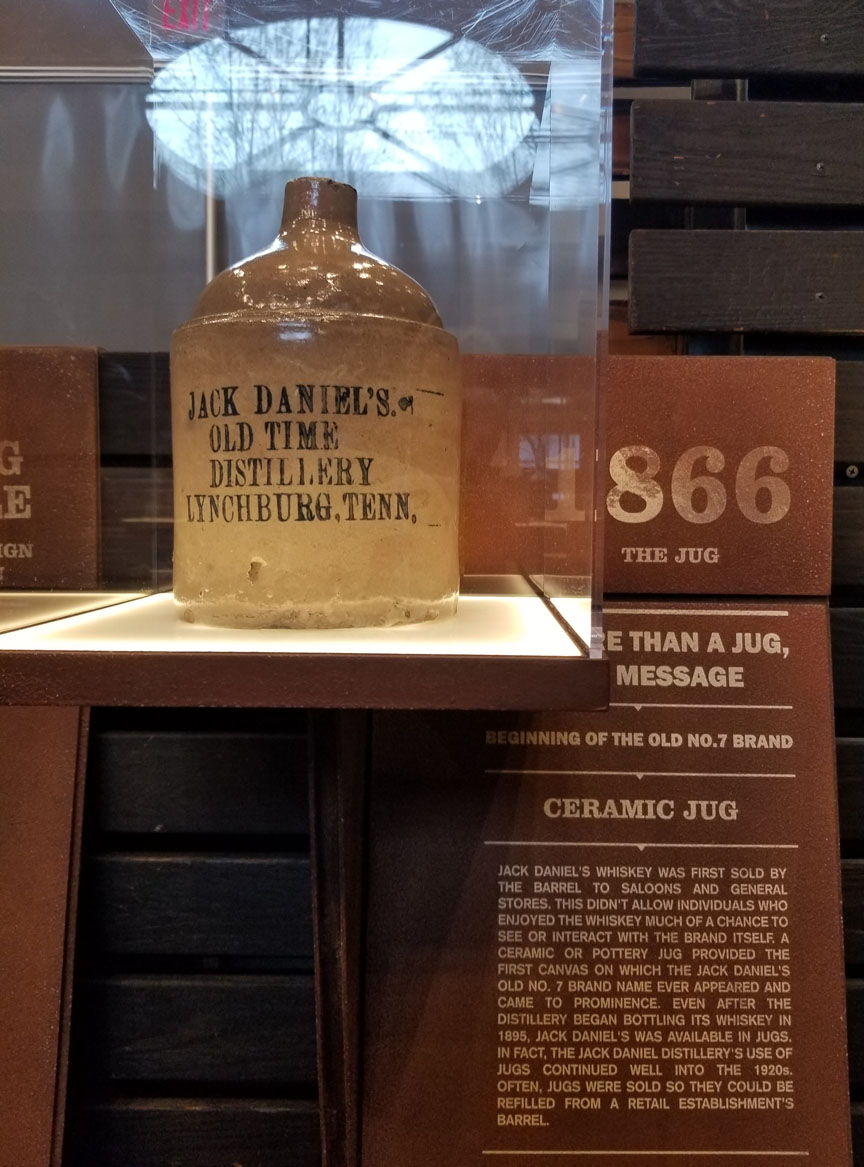 EXIT
JACK DANIEL'S.
OLD TIME
DISTILLERY
LYNCHBURG, TENN.
G
LE
IGN
N
1866
THE JUG
RE THAN A JUG,
MESSAGE
BEGINNING OF THE OLD NO.7 BRAND
CERAMIC JUG
JACK DANIEL'S WHISKEY WAS FIRST SOLD BY
THE BARREL TO SALOONS AND GENERAL
STORES. THIS DIDN'T ALLOW INDIVIDUALS WHO
ENJOYED THE WHISKEY MUCH OF A CHANCE TO
SEE OR INTERACT WITH THE BRAND ITSELF. A
CERAMIC OR POTTERY JUG PROVIDED THE
FIRST CANVAS ON WHICH THE JACK DANIEL'S
OLD NO. 7 BRAND NAME EVER APPEARED AND
CAME TO PROMINENCE. EVEN AFTER THE
DISTILLERY BEGAN BOTTLING ITS WHISKEY IN
1895, JACK DANIEL'S WAS AVAILABLE IN JUGS.
IN FACT, THE JACK DANIEL DISTILLERY'S USE OF
JUGS CONTINUED WELL INTO THE 1920s.
OFTEN, JUGS WERE SOLD SO THEY COULD BE
REFILLED FROM A RETAIL ESTABLISHMENT'S
BARREL.